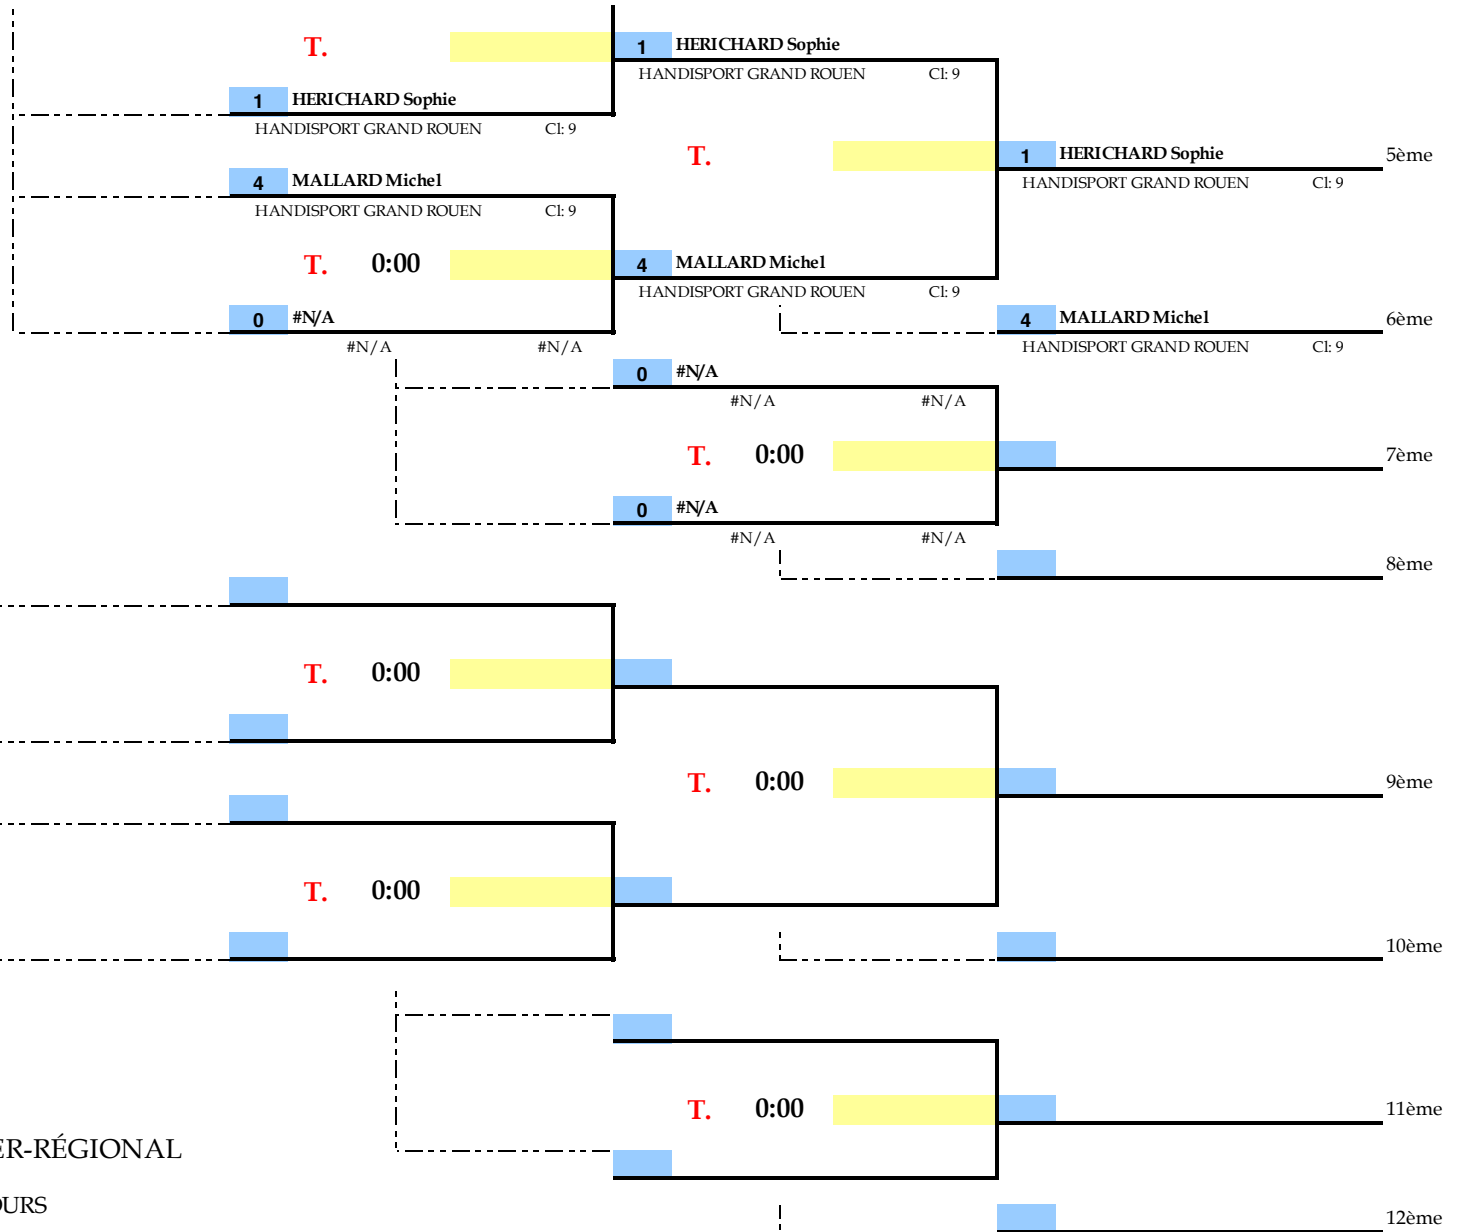 T.
1 HERICHARD Sophie
HANDISPORT GRAND ROUEN Cl: 9
1 HERICHARD Sophie
HANDISPORT GRAND ROUEN Cl: 9
T.
1 HERICHARD Sophie 5ème
HANDISPORT GRAND ROUEN Cl: 9
4 MALLARD Michel
HANDISPORT GRAND ROUEN Cl: 9
T. 0:00
4 MALLARD Michel
HANDISPORT GRAND ROUEN Cl: 9
0 #N/A
#N/A #N/A
4 MALLARD Michel 6ème
HANDISPORT GRAND ROUEN Cl: 9
0 #N/A
#N/A #N/A
T. 0:00
7ème
0 #N/A
#N/A #N/A
8ème
T. 0:00
T. 0:00
9ème
T. 0:00
10ème
T. 0:00
11ème
ER-RÉGIONAL
OURS
12ème